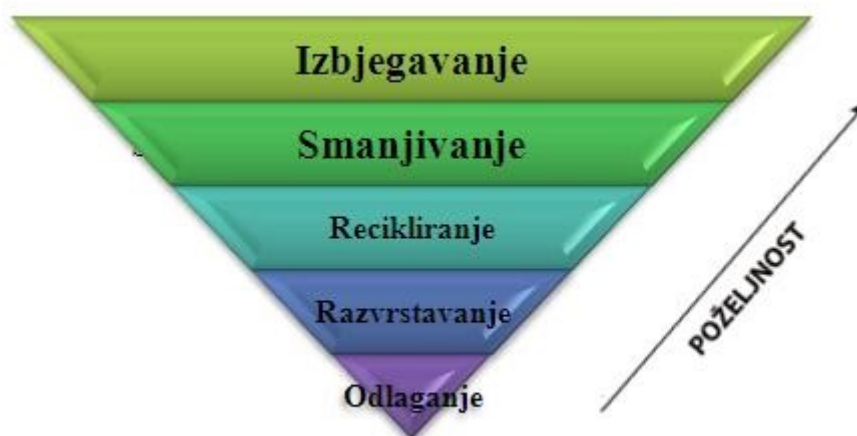 Izbjegavanje
Smanjivanje
Recikliranje
Razvrstavanje
Odlaganje
POŽELJNOST